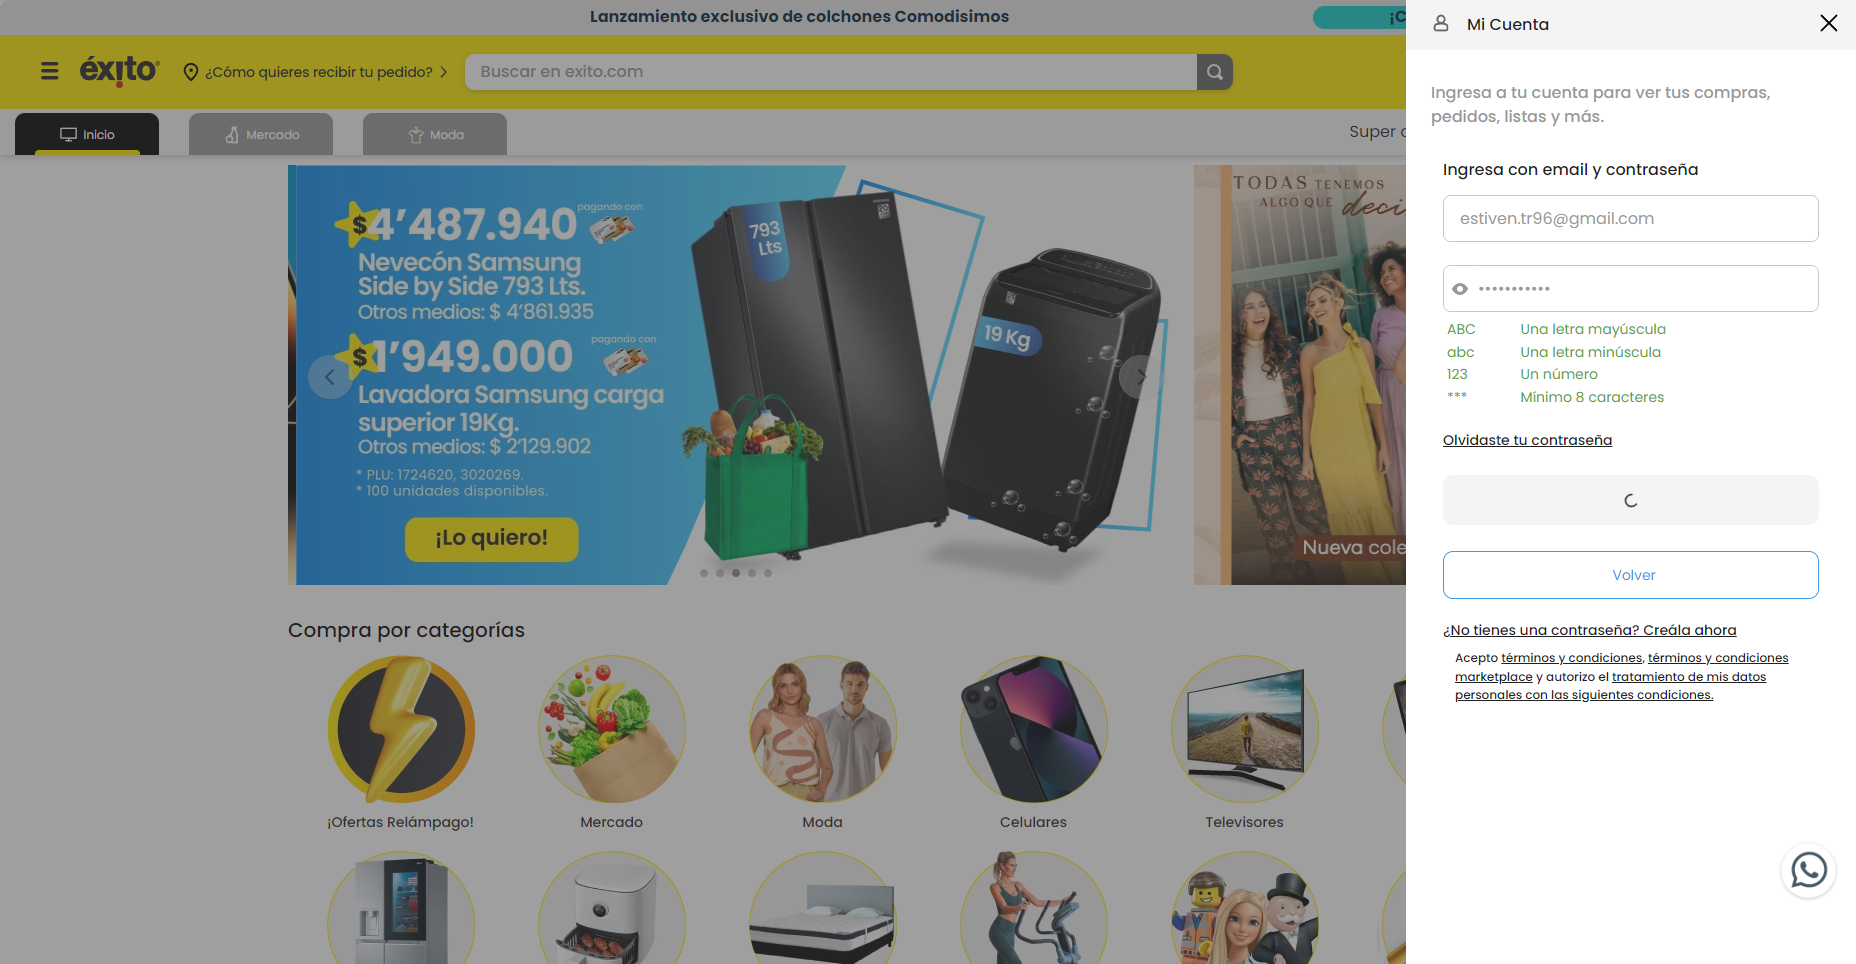 Lanzamiento exclusivo de colchones Comodisimos
¡C
éxito
¿Cómo quieres recibir tu pedido?
Buscar en exito.com
Inicio
Mercado
Moda
Super
$4'487.940
pagando con
Nevecón Samsung
Side by Side 793 Lts.
Otros medios: $ 4'861.935
$1'949.000
pagando con
Lavadora Samsung carga
superior 19Kg.
Otros medios: $ 2'129.902
* PLU: 1724620, 3020269.
* 100 unidades disponibles.
¡Lo quiero!
793
Lts
19 Kg
TODAS TENEMOS
ALGO QUE deci
Nueva cole
Compra por categorías
¡Ofertas Relámpago!
Mercado
Moda
Celulares
Televisores
Mi Cuenta
Ingresa a tu cuenta para ver tus compras,
pedidos, listas y más.
Ingresa con email y contraseña
estiven.tr96@gmail.com
•••••••••••
ABC Una letra mayúscula
abc Una letra minúscula
123 Un número
*** Mínimo 8 caracteres
Olvidaste tu contraseña
Volver
¿No tienes una contraseña? Creála ahora
Acepto términos y condiciones, términos y condiciones
marketplace y autorizo el tratamiento de mis datos
personales con las siguientes condiciones.